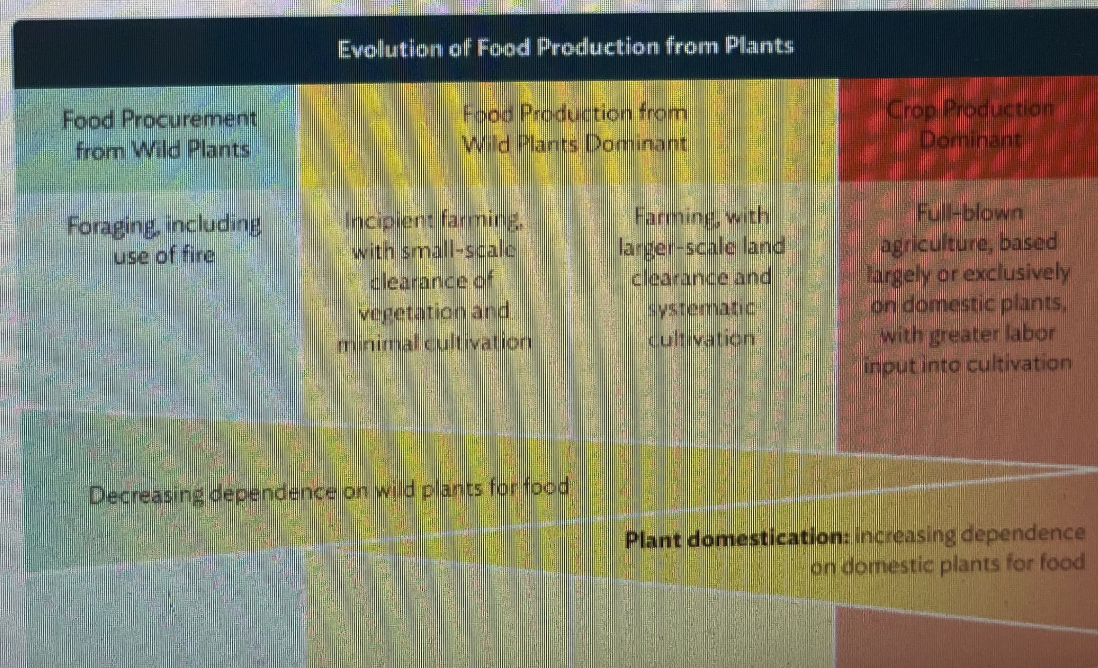 Evolution of Food Production from Plants
Food Procurement
from Wild Plants
Food Production from
Wild Plants Dominant
Crop Production
Dominant
Foraging, including
use of fire
Incipient farming,
with small-scale
clearance of
vegetation and
minimal cultivation
Farming, with
larger-scale land
clearance and
systematic
cultivation
Full-blown
agriculture, based
largely or exclusively
on domestic plants,
with greater labor
input into cultivation
Decreasing dependence on wild plants for food
Plant domestication: increasing dependence
on domestic plants for food